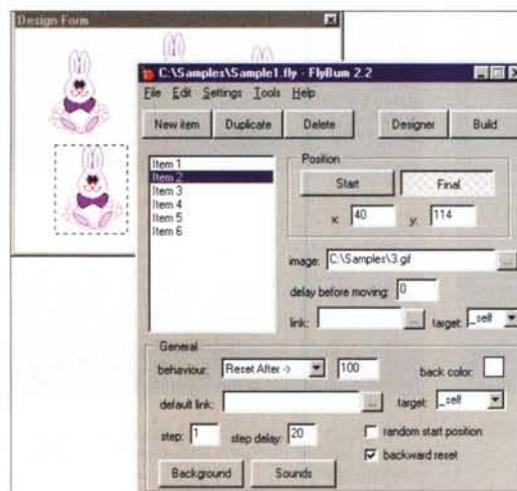 Design Form
C:\Samples\Sample1.fly - FlyBum 2.2
File Edit Settings Tools Help
New item Duplicate Delete Designer Build
Item 1
Item 2
Item 3
Item 4
Item 5
Item 6
Position
Start Final
x: 40 y: 114
image: C:\Samples\3.gif ...
delay before moving: 0
link: ... target: _self
General
behaviour: Reset After -> 100 back color:
default link: ... target: _self
step: 1 step delay: 20 random start position
backward reset
Background Sounds